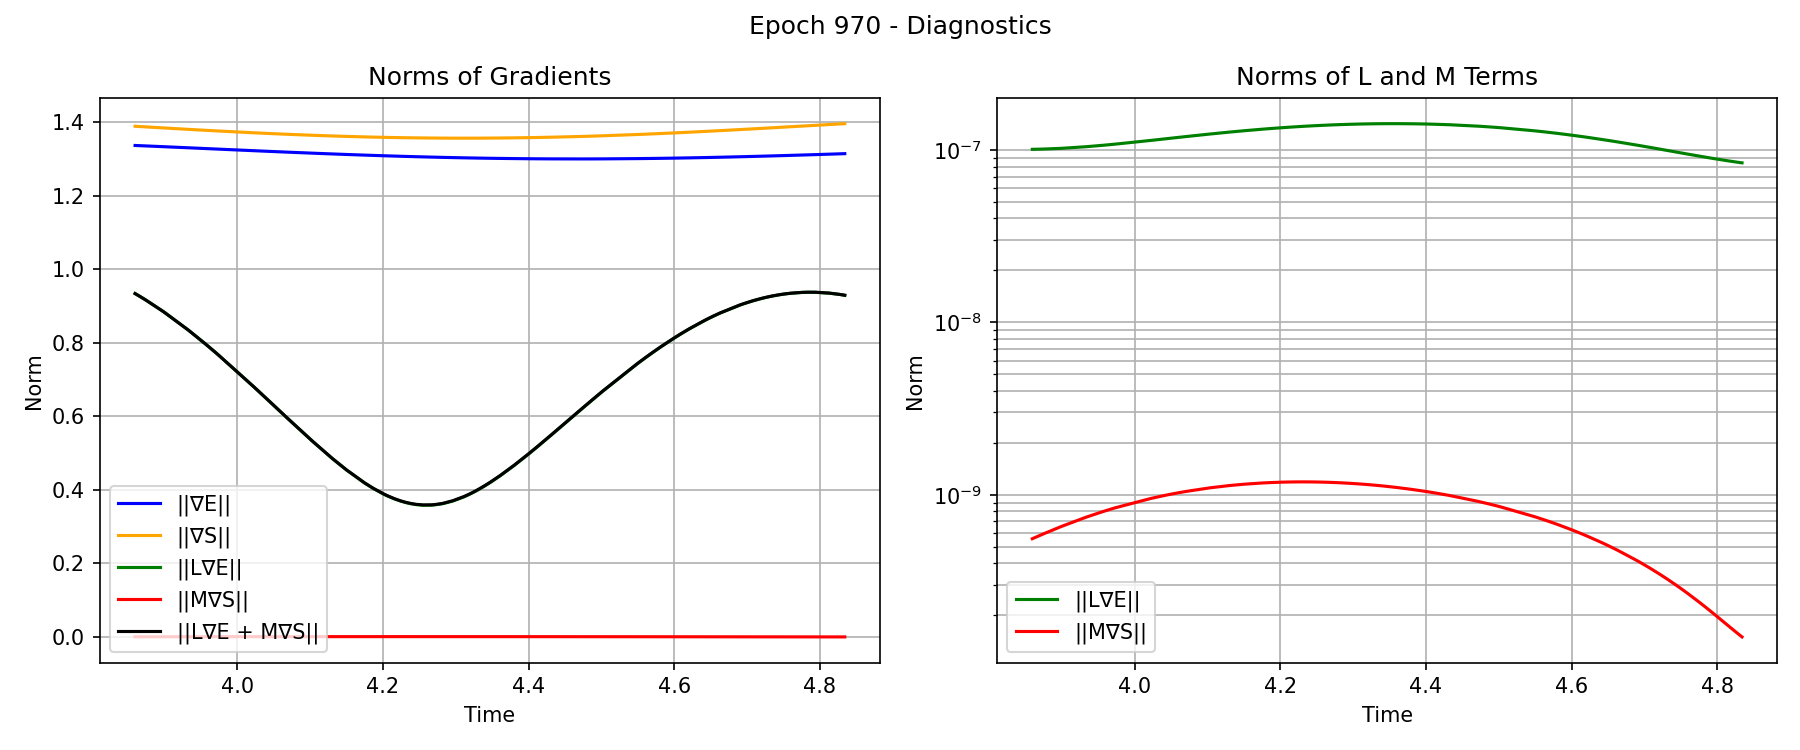 Epoch 970 - Diagnostics
Norms of Gradients
Norm
1.4
1.2
1.0
0.8
0.6
0.4
0.2
0.0
||∇E||
||∇S||
||L∇E||
||M∇S||
||L∇E + M∇S||
4.0 4.2 4.4 4.6 4.8
Time
Norms of L and M Terms
Norm
10⁻⁷
10⁻⁸
10⁻⁹
||L∇E||
||M∇S||
4.0 4.2 4.4 4.6 4.8
Time